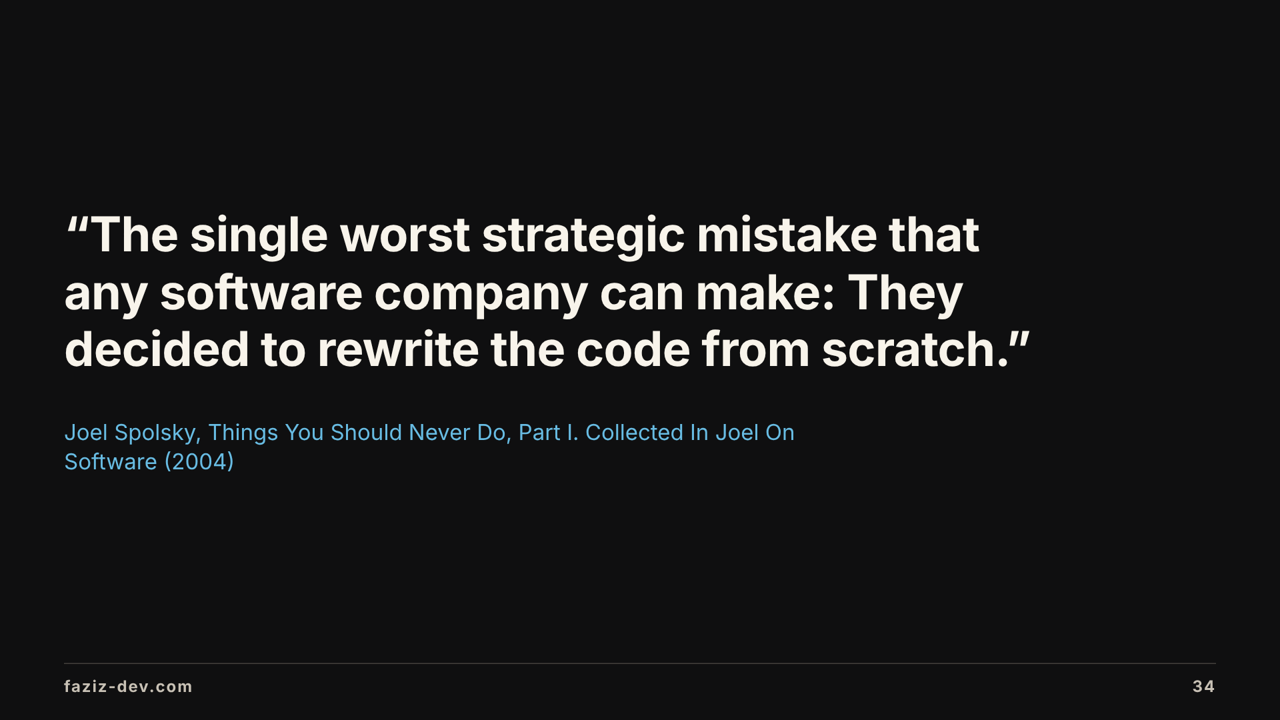 “The single worst strategic mistake that
any software company can make: They
decided to rewrite the code from scratch.”
Joel Spolsky, Things You Should Never Do, Part I. Collected In Joel On
Software (2004)
faziz-dev.com
34